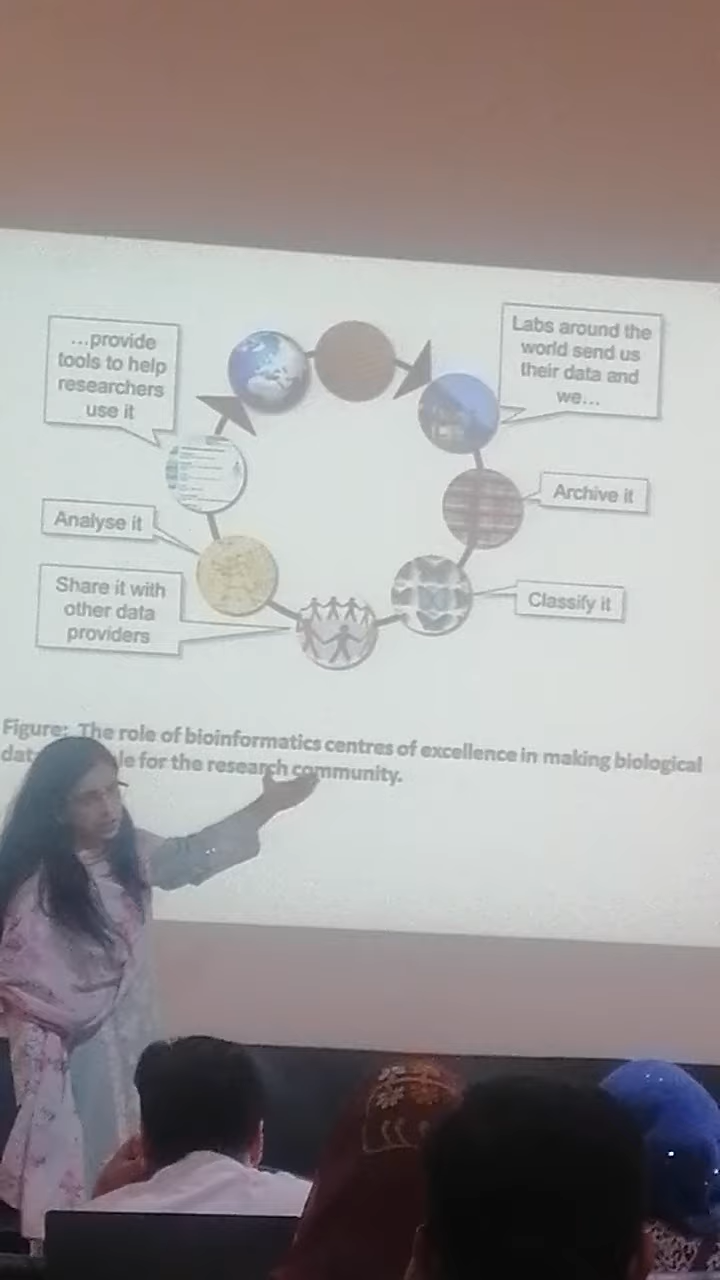 Labs around the
world send us
their data and
we...
Archive it
Classify it
Share it with
other data
providers
Analyse it
...provide
tools to help
researchers
use it
Figure: The role of bioinformatics centres of excellence in making biological
dat le for the research community.